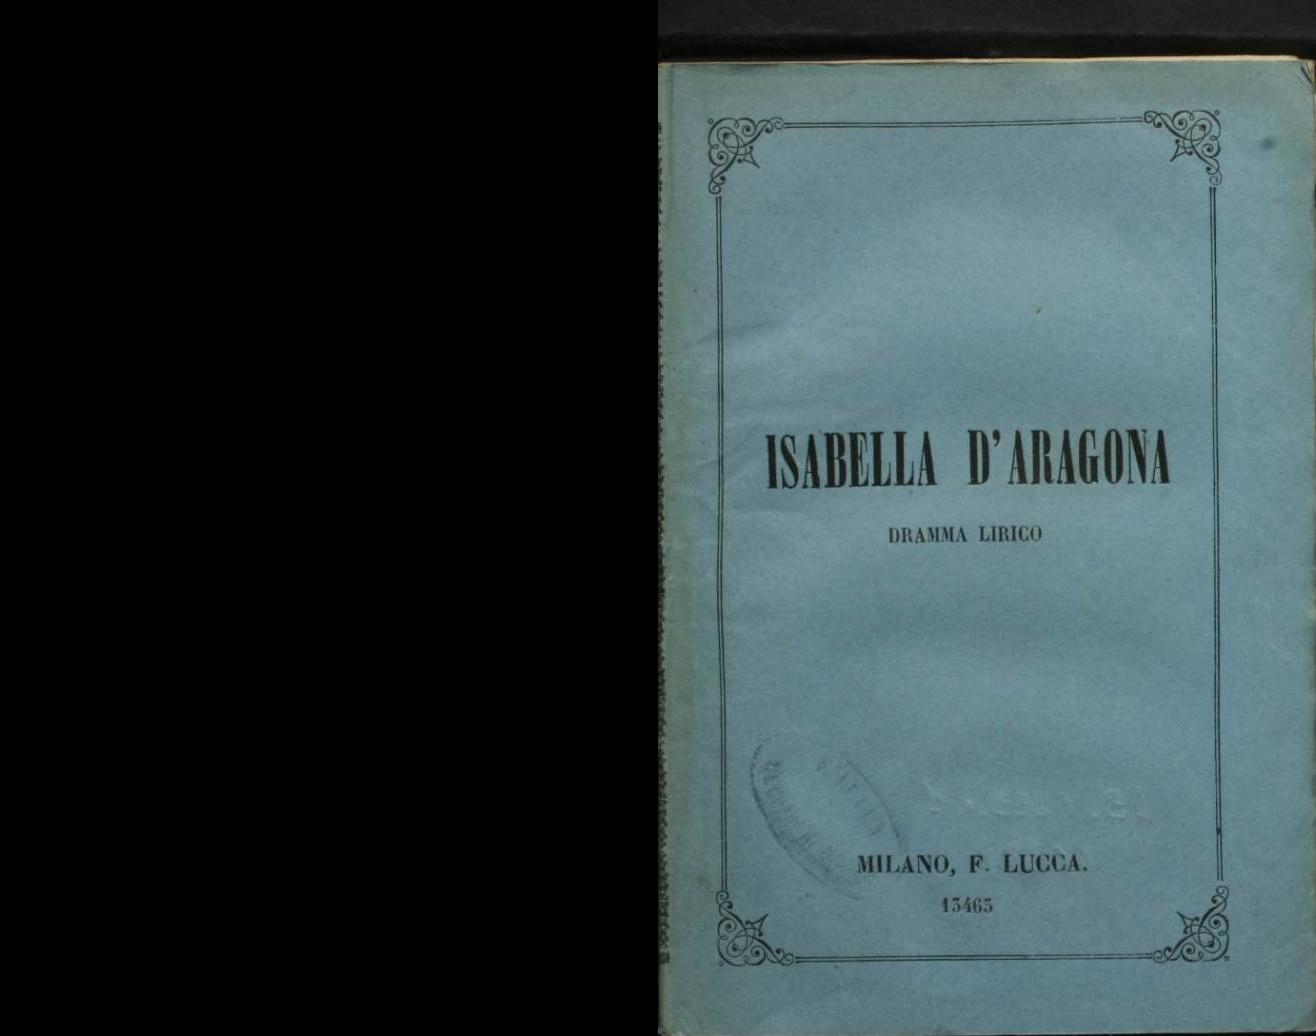 ISABELLA D'ARAGONA
DRAMMA LIRICO
MILANO, F. LUCCA.
13463